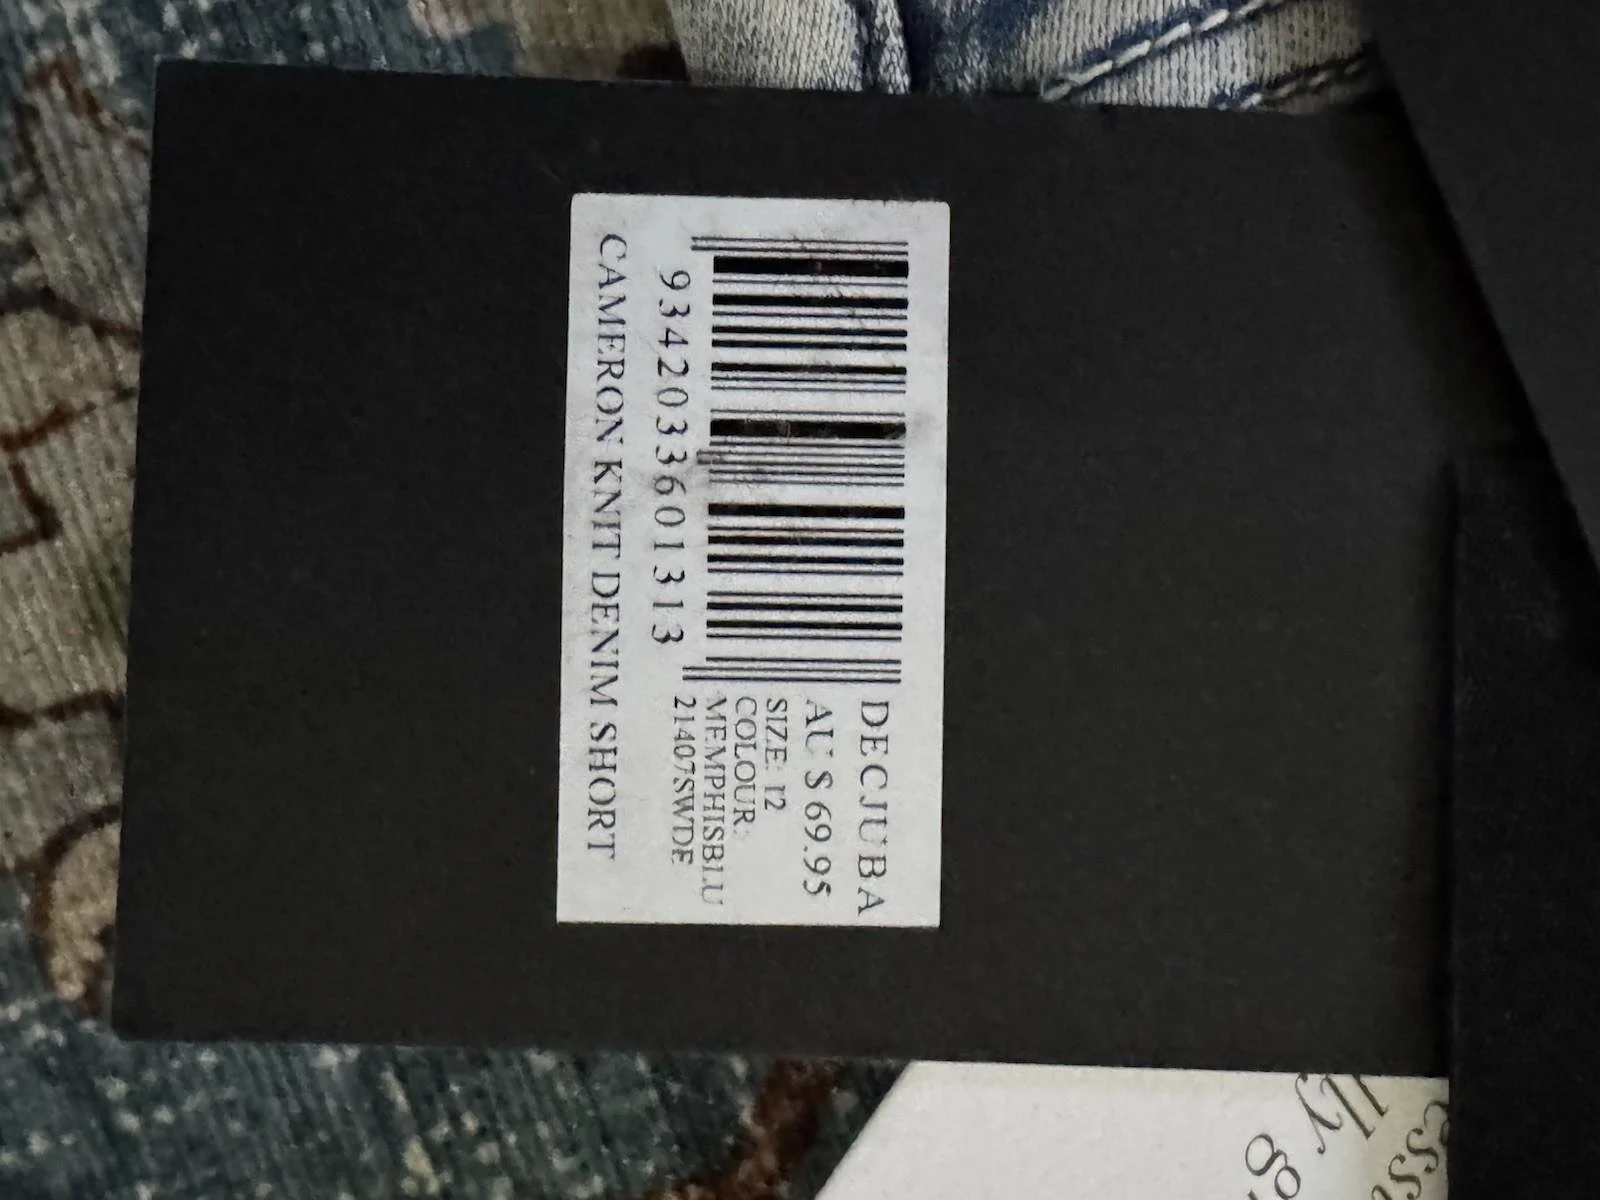 DECJUBA
AU $ 69.95
SIZE: 12
COLOUR:
MEMPHISBLU
21407SWDE
9342033601313
CAMERON KNIT DENIM SHORT